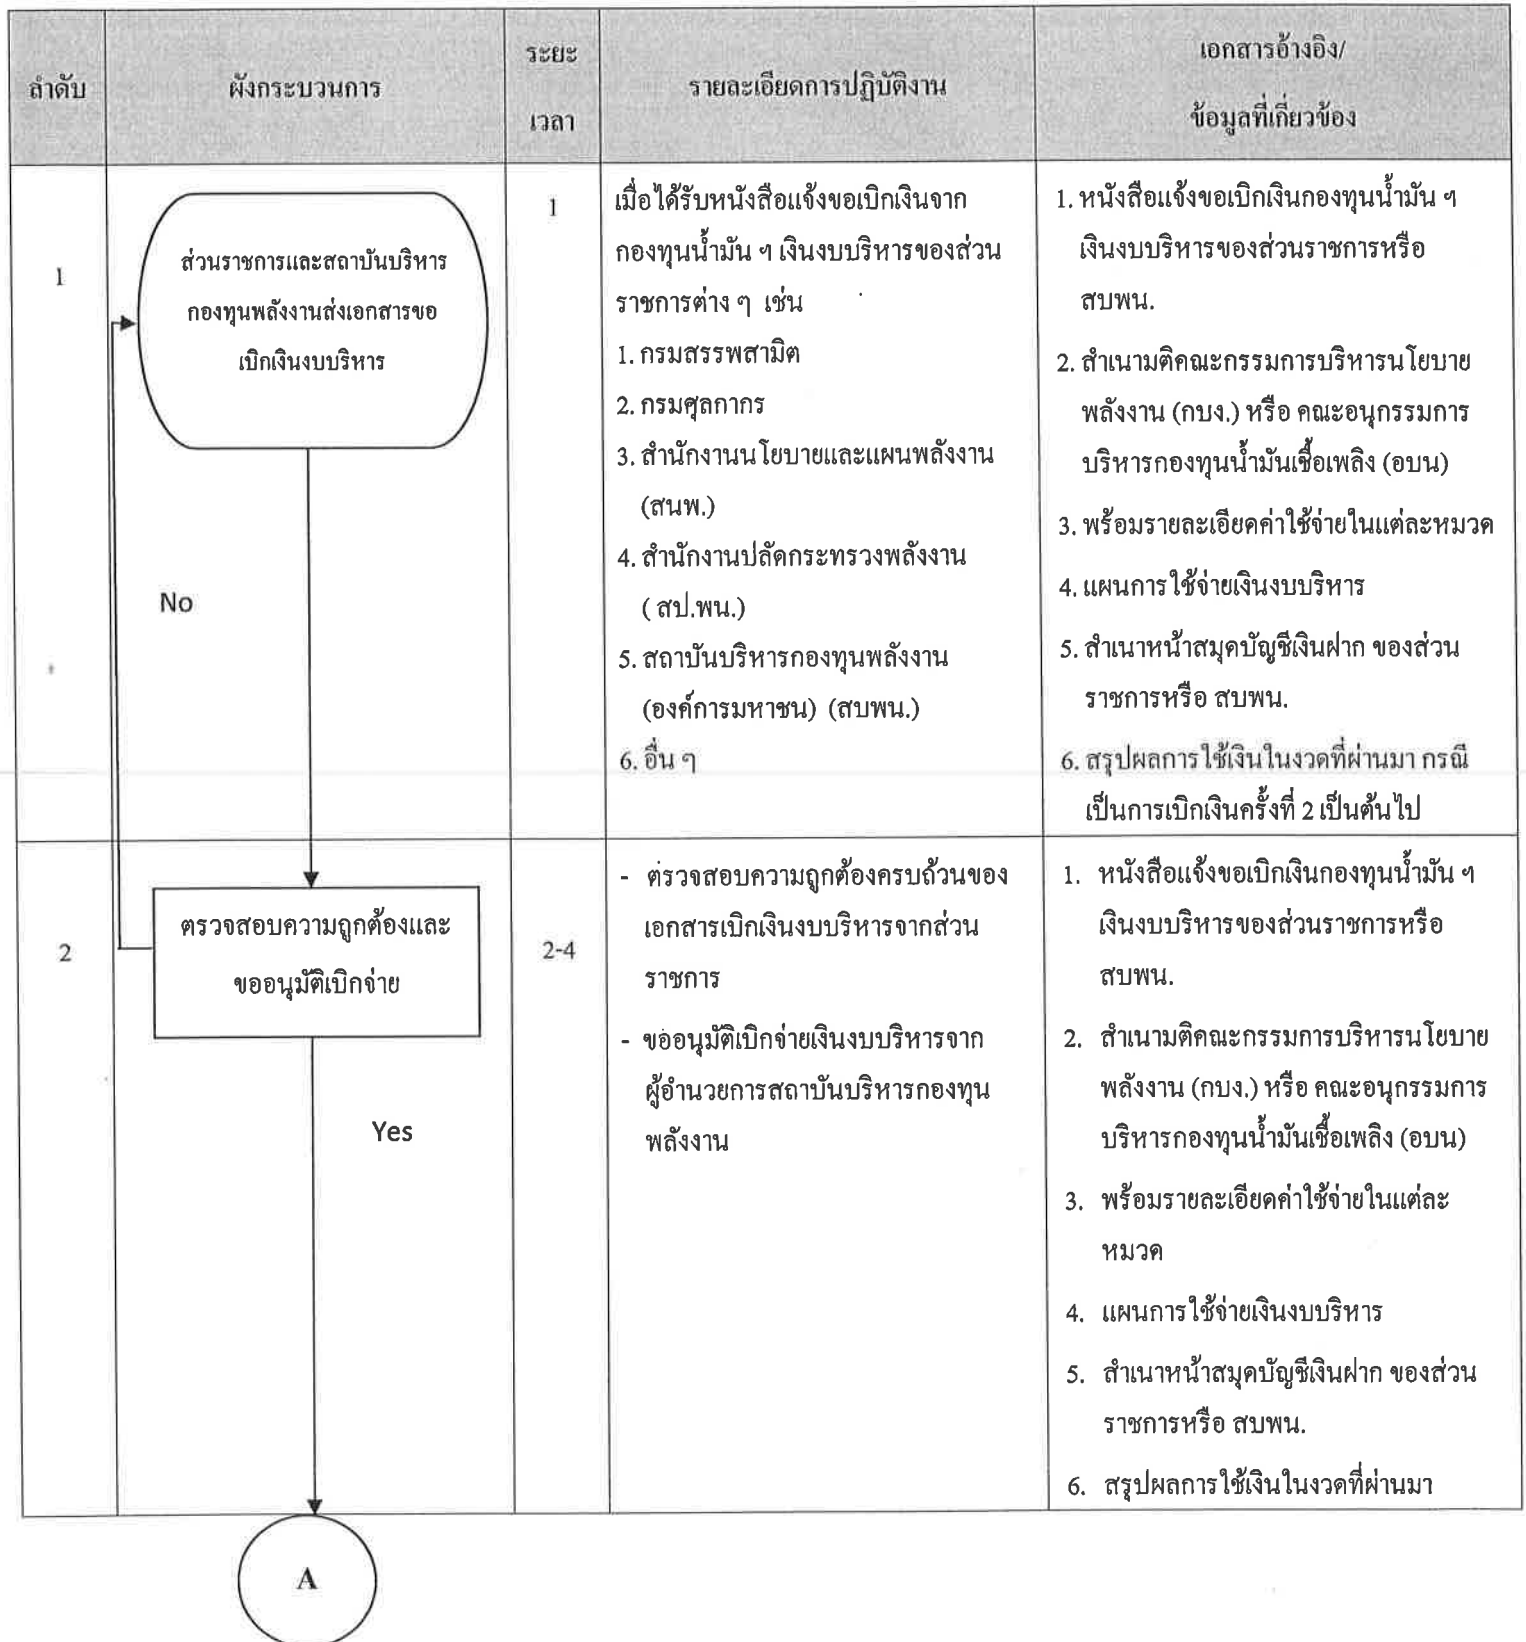 ลำดับ
ผังกระบวนการ
ระยะ
เวลา
รายละเอียดการปฏิบัติงาน
เอกสารอ้างอิง/
ข้อมูลที่เกี่ยวข้อง
1
ส่วนราชการและสถาบันบริหาร
กองทุนพลังงานส่งเอกสารขอ
เบิกเงินงบบริหาร
No
1
เมื่อได้รับหนังสือแจ้งขอเบิกเงินจาก
กองทุนน้ำมัน ฯ เงินงบบริหารของส่วน
ราชการต่าง ๆ เช่น
1. กรมสรรพสามิต
2. กรมศุลกากร
3. สำนักงานนโยบายและแผนพลังงาน
(สนพ.)
4. สำนักงานปลัดกระทรวงพลังงาน
( สป.พน.)
5. สถาบันบริหารกองทุนพลังงาน
(องค์การมหาชน) (สบพน.)
6. อื่น ๆ
1. หนังสือแจ้งขอเบิกเงินกองทุนน้ำมัน ฯ
เงินงบบริหารของส่วนราชการหรือ
สบพน.
2. สำเนามติคณะกรรมการบริหารนโยบาย
พลังงาน (กบง.) หรือ คณะอนุกรรมการ
บริหารกองทุนน้ำมันเชื้อเพลิง (อบน)
3. พร้อมรายละเอียดค่าใช้จ่ายในแต่ละหมวด
4. แผนการใช้จ่ายเงินงบบริหาร
5. สำเนาหน้าสมุดบัญชีเงินฝาก ของส่วน
ราชการหรือ สบพน.
6. สรุปผลการใช้เงินในงวดที่ผ่านมา กรณี
เป็นการเบิกเงินครั้งที่ 2 เป็นต้นไป
2
ตรวจสอบความถูกต้องและ
ขออนุมัติเบิกจ่าย
Yes
2-4
- ตรวจสอบความถูกต้องครบถ้วนของ
เอกสารเบิกเงินงบบริหารจากส่วน
ราชการ
- ขออนุมัติเบิกจ่ายเงินงบบริหารจาก
ผู้อำนวยการสถาบันบริหารกองทุน
พลังงาน
1. หนังสือแจ้งขอเบิกเงินกองทุนน้ำมัน ฯ
เงินงบบริหารของส่วนราชการหรือ
สบพน.
2. สำเนามติคณะกรรมการบริหารนโยบาย
พลังงาน (กบง.) หรือ คณะอนุกรรมการ
บริหารกองทุนน้ำมันเชื้อเพลิง (อบน)
3. พร้อมรายละเอียดค่าใช้จ่ายในแต่ละ
หมวด
4. แผนการใช้จ่ายเงินงบบริหาร
5. สำเนาหน้าสมุดบัญชีเงินฝาก ของส่วน
ราชการหรือ สบพน.
6. สรุปผลการใช้เงินในงวดที่ผ่านมา
A